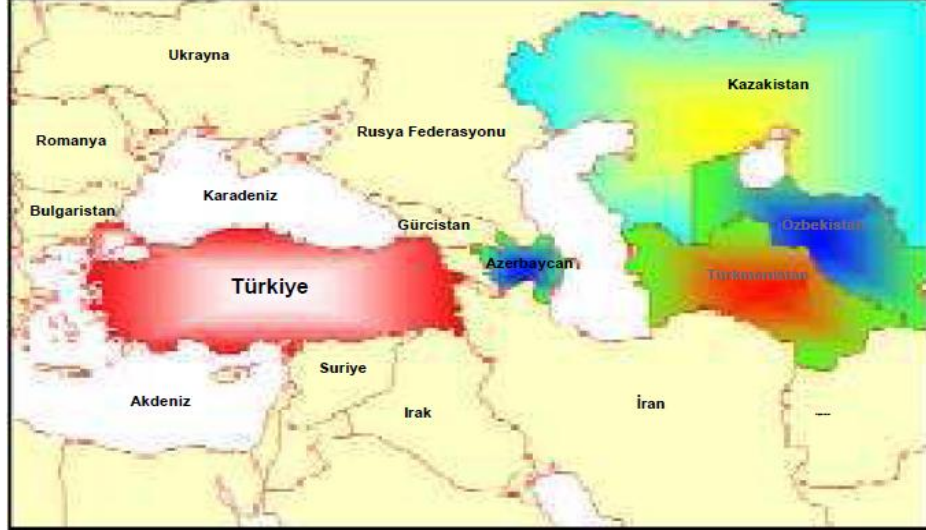 Ukrayna
Kazakistan
Romanya
Rusya Federasyonu
Karadeniz
Bulgaristan
Gürcistan
Özbekistan
Azerbaycan
Türkmenistan
Türkiye
Suriye
Akdeniz
Irak
İran